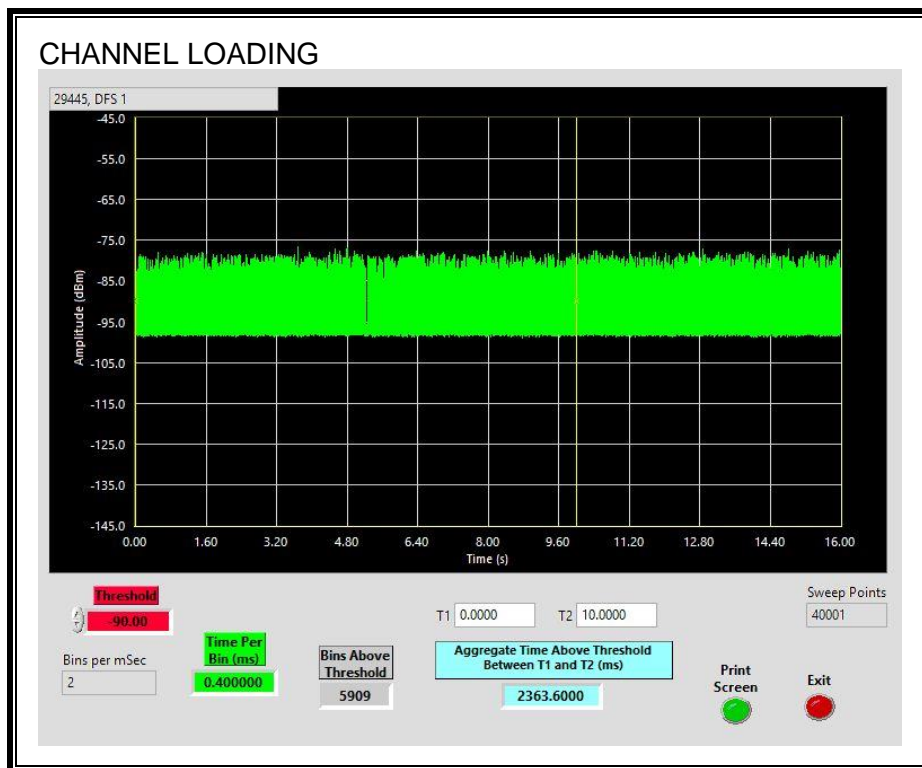 CHANNEL LOADING
29445, DFS 1
-45.0
-55.0
-65.0
-75.0
-85.0
-95.0
-105.0
-115.0
-125.0
-135.0
-145.0
Amplitude (dBm)
0.00 1.60 3.20 4.80 6.40 8.00 9.60 11.20 12.80 14.40 16.00
Time (s)
Threshold
-90.00
Bins per mSec
2
Time Per
Bin (ms)
0.400000
Bins Above
Threshold
5909
T1 0.0000 T2 10.0000
Aggregate Time Above Threshold
Between T1 and T2 (ms)
2363.6000
Sweep Points
40001
Print
Screen
Exit